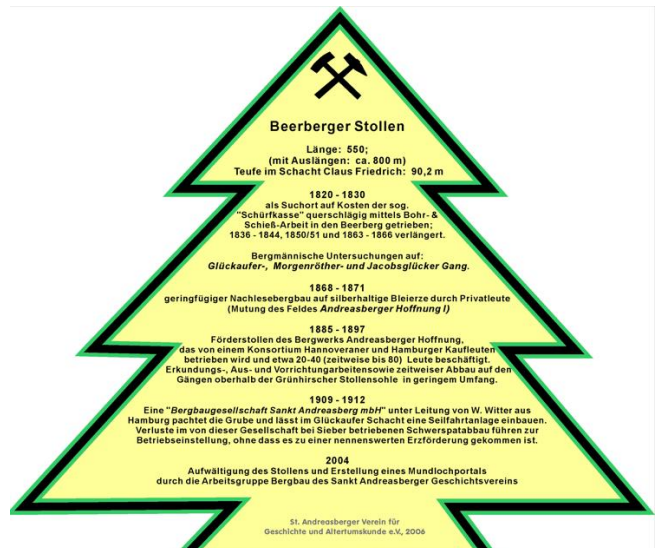 Beerberger Stollen
Länge: 550;
(mit Auslängen: ca. 800 m)
Teufe im Schacht Claus Friedrich: 90,2 m
1820 - 1830
als Suchort auf Kosten der sog.
"Schürfkasse" querschlägig mittels Bohr- &
Schieß-Arbeit in den Beerberg getrieben;
1836 - 1844, 1850/51 und 1863 - 1866 verlängert.
Bergmännische Untersuchungen auf:
Glückaufer-, Morgenröther- und Jacobsglücker Gang.
1868 - 1871
geringfügiger Nachlesebergbau auf silberhaltige Bleierze durch Privatleute
(Mutung des Feldes Andreasberger Hoffnung I)
1885 - 1897
Förderstollen des Bergwerks Andreasberger Hoffnung,
das von einem Konsortium Hannoveraner und Hamburger Kaufleuten
betrieben wird und etwa 20-40 (zeitweise bis 80) Leute beschäftigt.
Erkundungs-, Aus- und Vorrichtungarbeitensowie zeitweiser Abbau auf den
Gängen oberhalb der Grünhirscher Stollensohle in geringem Umfang.
1909 - 1912
Eine "Bergbaugesellschaft Sankt Andreasberg mbH" unter Leitung von W. Witter aus
Hamburg pachtet die Grube und lässt im Glückaufer Schacht eine Seilfahrtanlage einbauen.
Verluste im von dieser Gesellschaft bei Sieber betriebenen Schwerspatabbau führen zur
Betriebseinstellung, ohne dass es zu einer nennenswerten Erzförderung gekommen ist.
2004
Aufwältigung des Stollens und Erstellung eines Mundlochportals
durch die Arbeitsgruppe Bergbau des Sankt Andreasberger Geschichtsvereins
St. Andreasberger Verein für
Geschichte und Altertumskunde e.V., 2006